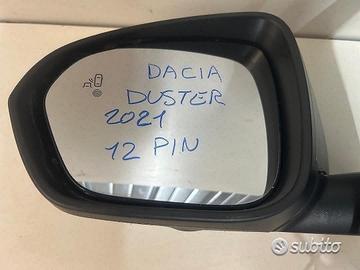 DACIA
DUSTER
2021
12 PIN
subito